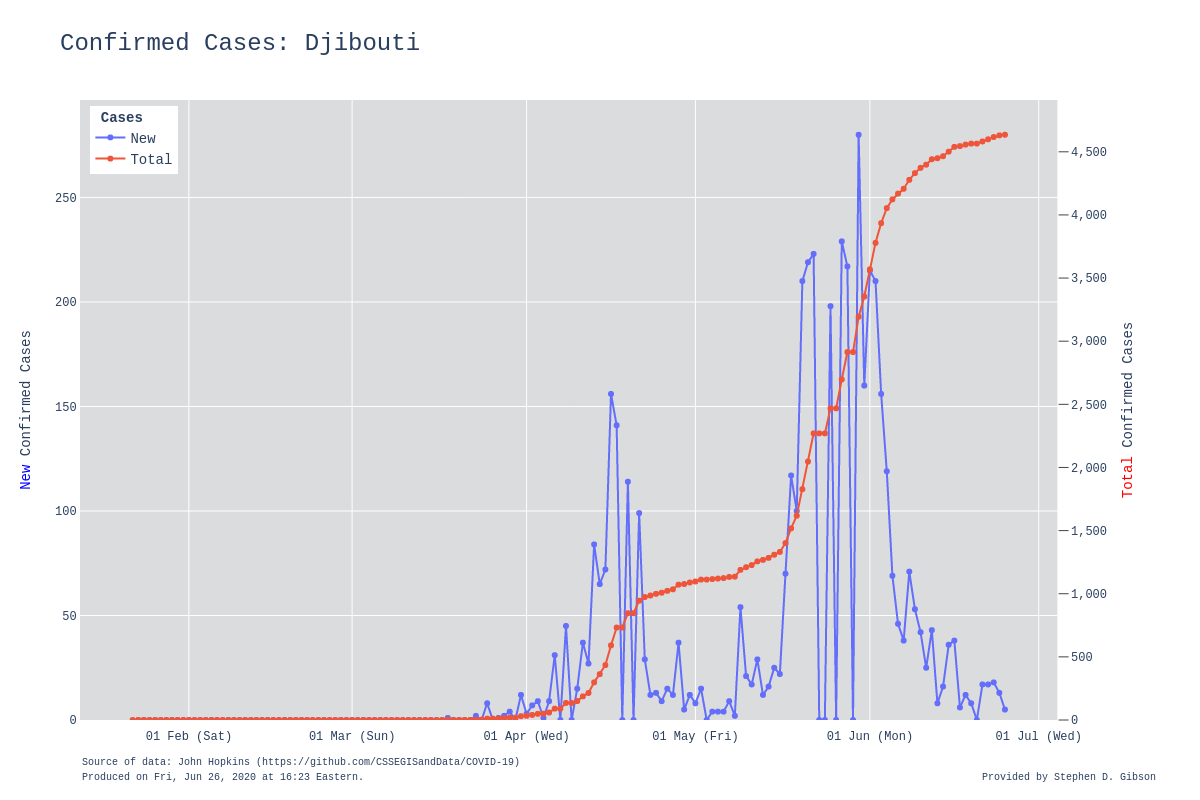 Confirmed Cases: Djibouti
Cases
New
Total
250
200
150
100
50
0
4,500
4,000
3,500
3,000
2,500
2,000
1,500
1,000
500
0
New Confirmed Cases
Total Confirmed Cases
01 Feb (Sat) 01 Mar (Sun) 01 Apr (Wed) 01 May (Fri) 01 Jun (Mon) 01 Jul (Wed)
Source of data: John Hopkins (https://github.com/CSSEGISandData/COVID-19)
Produced on Fri, Jun 26, 2020 at 16:23 Eastern.
Provided by Stephen D. Gibson